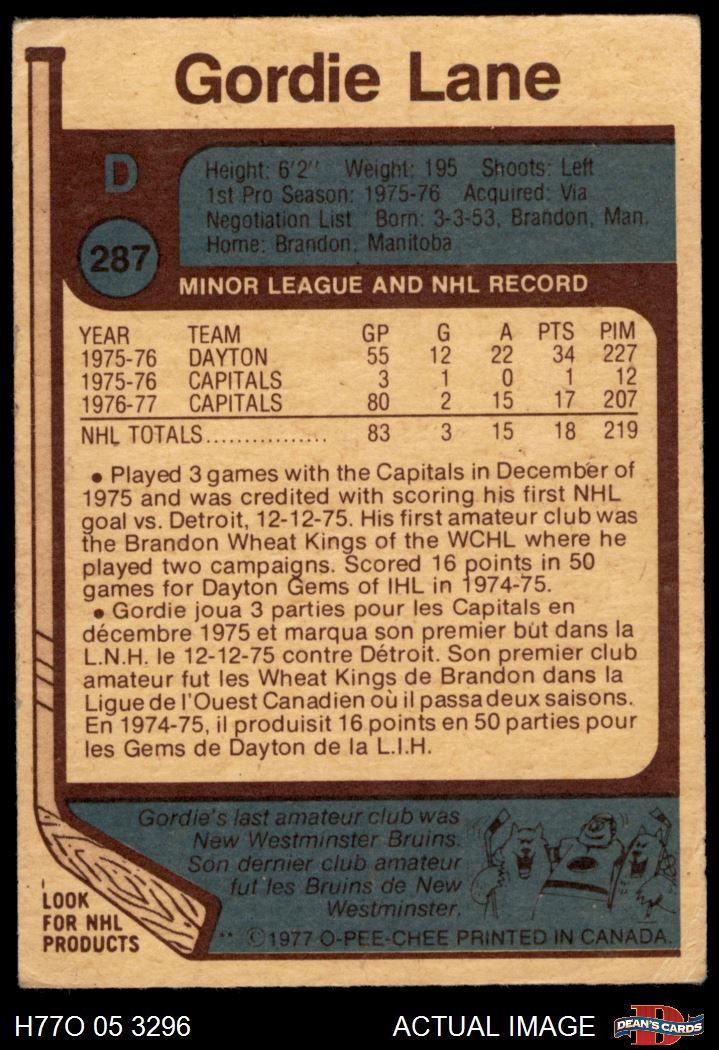 Gordie Lane
D
287
Height: 6'2'' Weight: 195 Shoots: Left
1st Pro Season: 1975-76 Acquired: Via
Negotiation List Born: 3-3-53, Brandon, Man.
Home: Brandon, Manitoba
MINOR LEAGUE AND NHL RECORD
YEAR TEAM GP G A PTS PIM
1975-76 DAYTON 55 12 22 34 227
1975-76 CAPITALS 3 1 0 1 12
1976-77 CAPITALS 80 2 15 17 207
NHL TOTALS................ 83 3 15 18 219
• Played 3 games with the Capitals in December of
1975 and was credited with scoring his first NHL
goal vs. Detroit, 12-12-75. His first amateur club was
the Brandon Wheat Kings of the WCHL where he
played two campaigns. Scored 16 points in 50
games for Dayton Gems of IHL in 1974-75.
• Gordie joua 3 parties pour les Capitals en
décembre 1975 et marqua son premier bùt dans la
L.N.H. le 12-12-75 contre Détroit. Son premier club
amateur fut les Wheat Kings de Brandon dans la
Ligue de l'Ouest Canadien où il passa deux saisons.
En 1974-75, il produisit 16 points en 50 parties pour
les Gems de Dayton de la L.I.H.
Gordie's last amateur club was
New Westminster Bruins.
Son dernier club amateur
fut les Bruins de New
Westminster.
LOOK
FOR NHL
PRODUCTS
** ©1977 O-PEE-CHEE PRINTED IN CANADA.
H77O 05 3296 ACTUAL IMAGE D DEAN'S CARDS